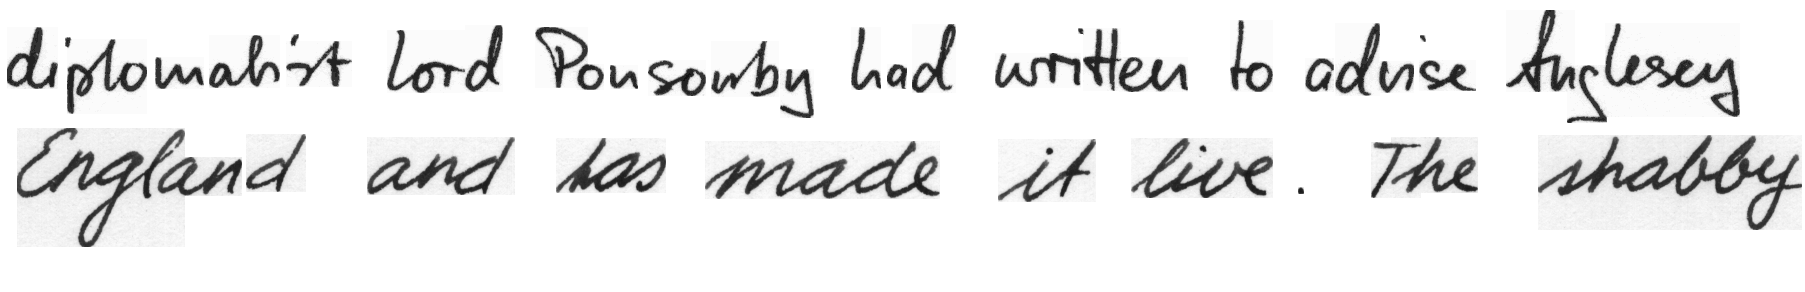 diplomatist Lord Ponsonby had written to advise Anglesey
England and has made it live. The shabby